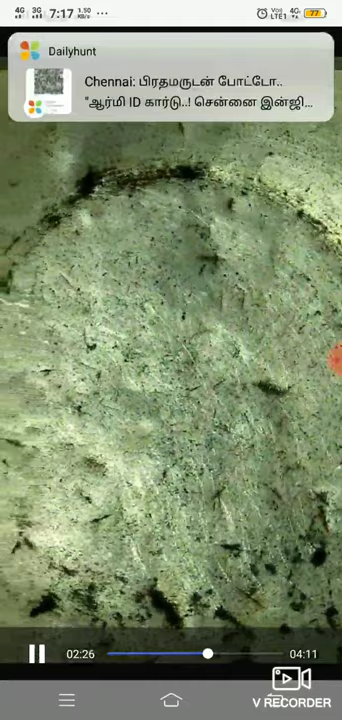 4G 3G 7:17 1.50 KB/s ... Vo) LTE1 4G 77
Dailyhunt
Chennai: பிரதமருடன் போட்டோ..
"ஆர்மி ID கார்டு..! சென்னை இன்ஜி...
02:26 04:11
V RECORDER